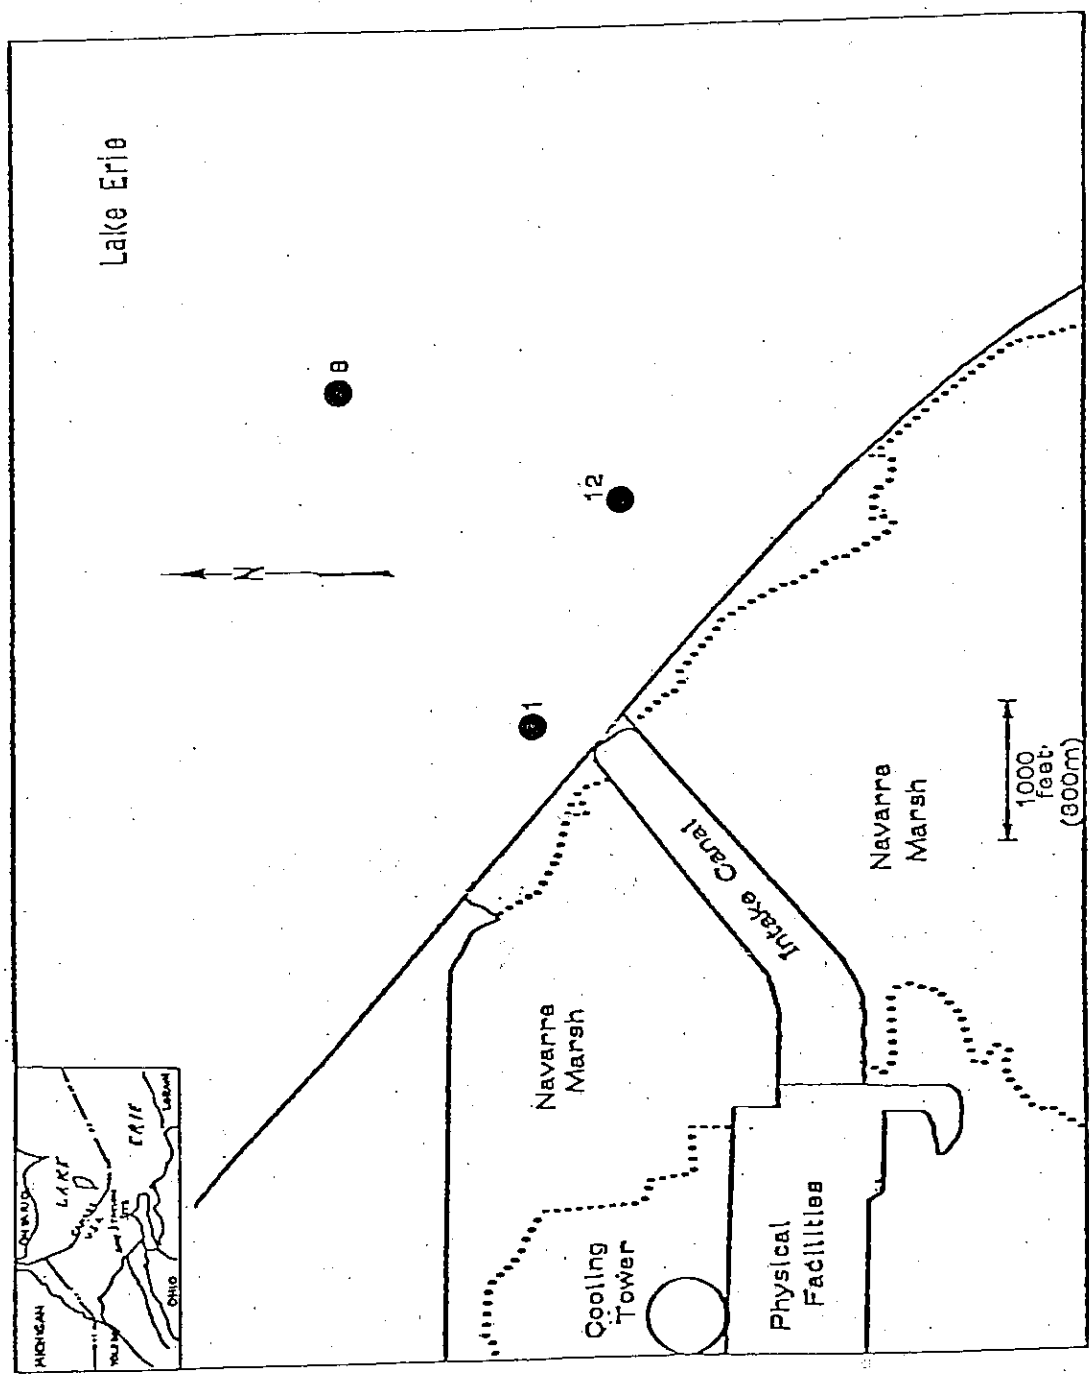 Lake Erie
8
12
N
1
1000
feet
(300m)
Navarre
Marsh
Intake Canal
Navarre
Marsh
Cooling
Tower
Physical
Facilities
MICHIGAN
OHIO
LAKE
ERIE
LORAIN